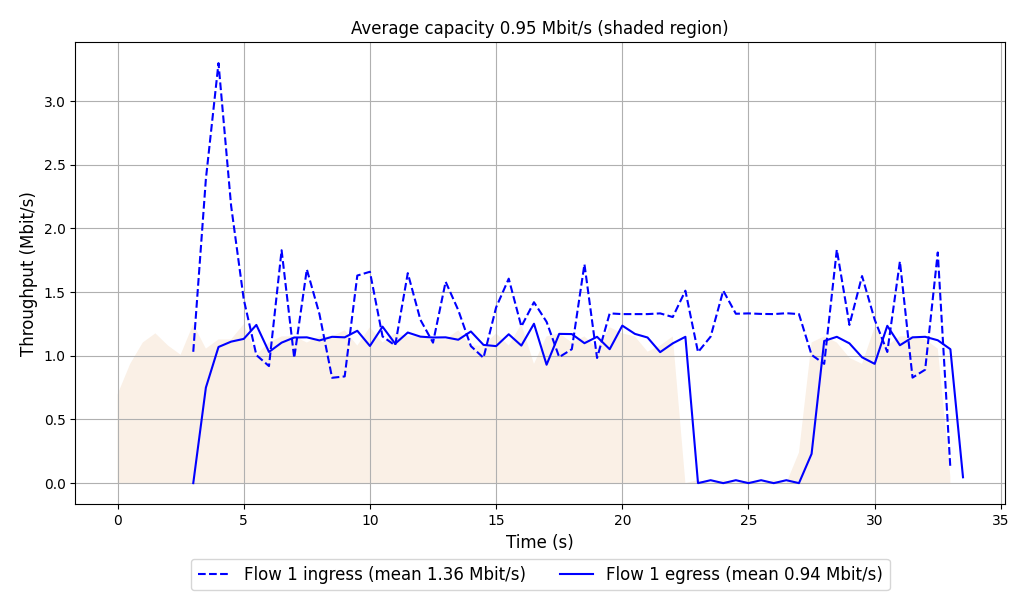 Average capacity 0.95 Mbit/s (shaded region)
Throughput (Mbit/s)
3.0
2.5
2.0
1.5
1.0
0.5
0.0
0 5 10 15 20 25 30 35
Time (s)
Flow 1 ingress (mean 1.36 Mbit/s) Flow 1 egress (mean 0.94 Mbit/s)